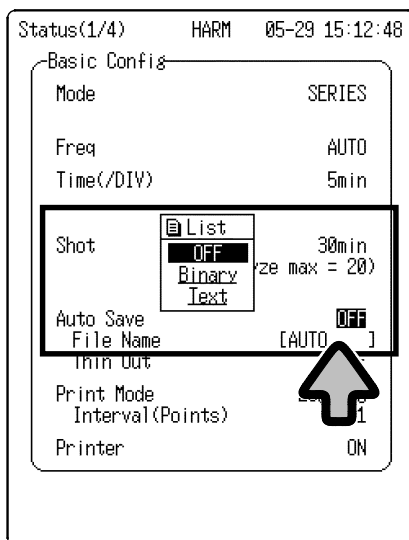 Status(1/4) HARM 05-29 15:12:48
Basic Config
Mode SERIES
Freq AUTO
Time(/DIV) 5min
List
Shot OFF 30min
Binary yze max = 20)
Text
Auto Save OFF
File Name [AUTO ]
Thin Out
Print Mode
Interval(Points) 1
Printer ON